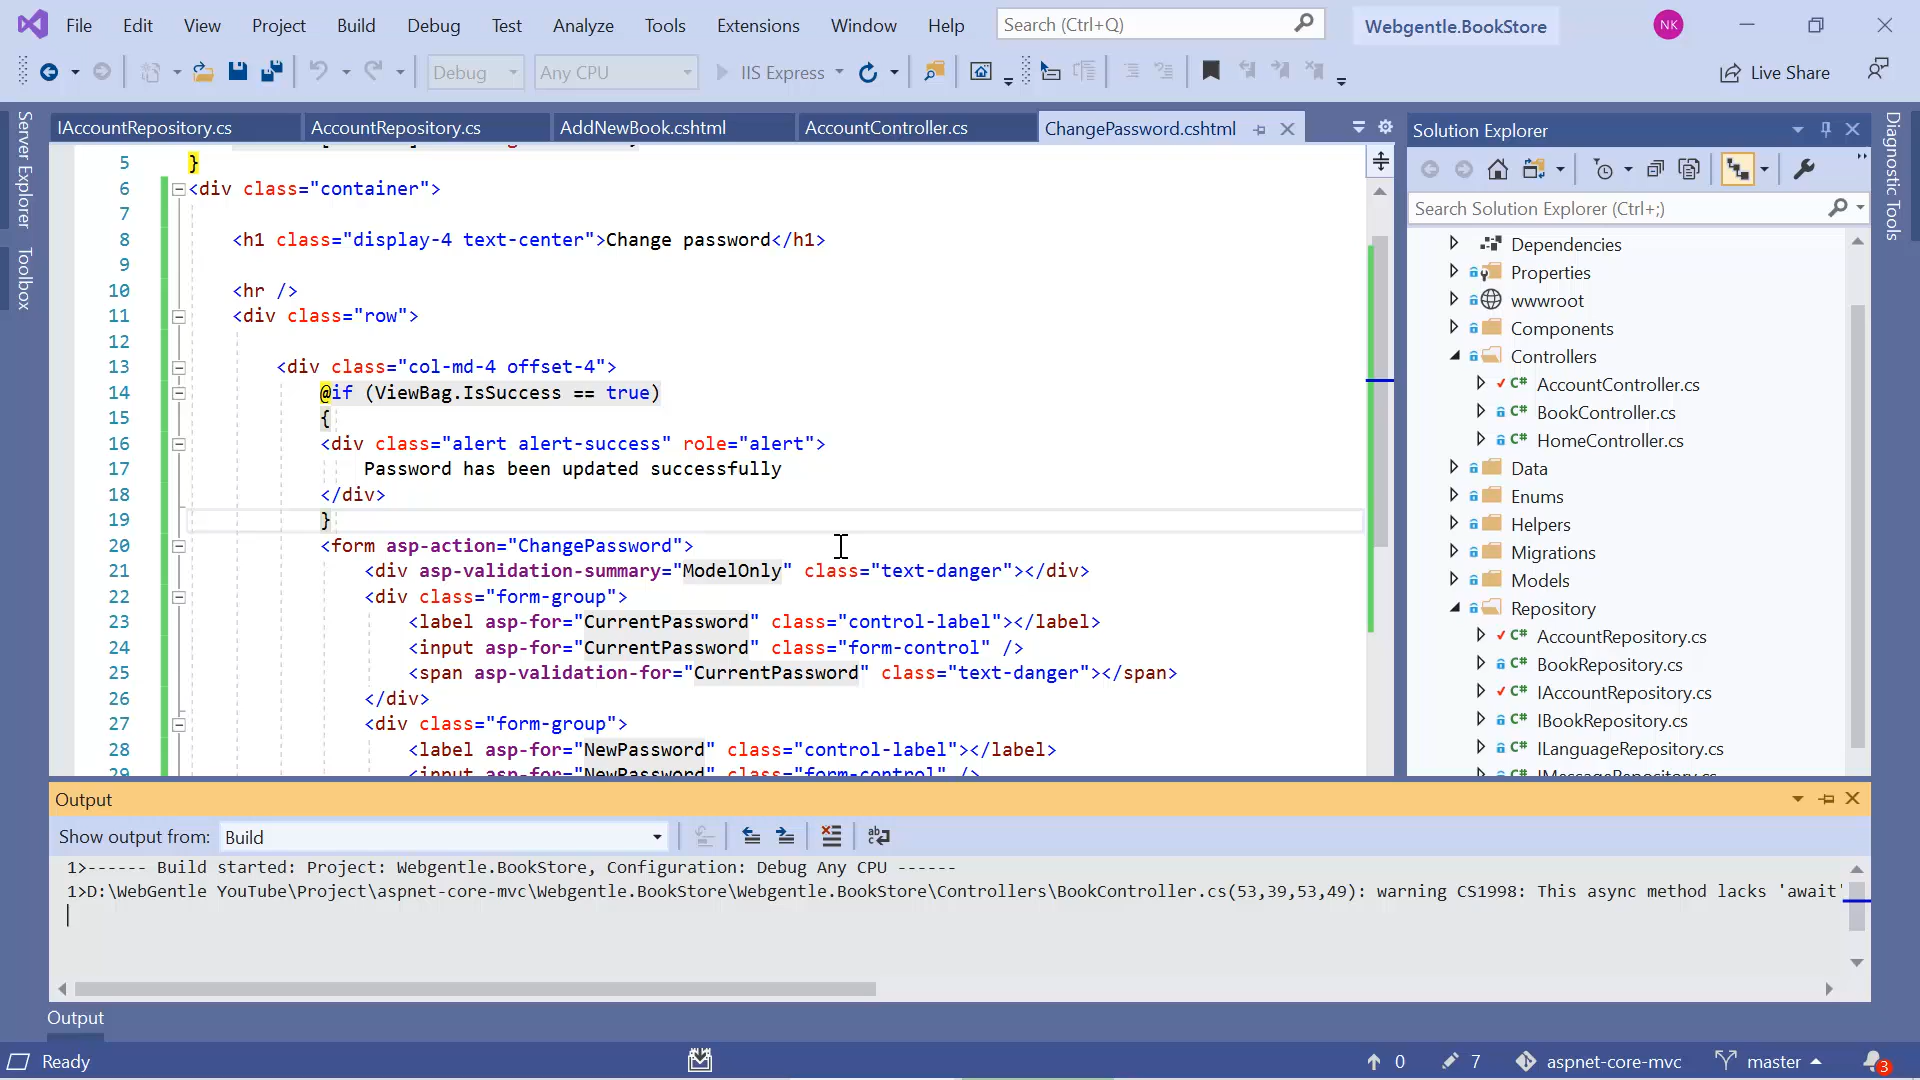 File Edit View Project Build Debug Test Analyze Tools Extensions Window Help Search (Ctrl+Q) Webgentle.BookStore NK
Debug Any CPU IIS Express Live Share
Server Explorer
Toolbox
IAccountRepository.cs AccountRepository.cs AddNewBook.cshtml AccountController.cs ChangePassword.cshtml
5 }
6 <div class="container">
7
8 <h1 class="display-4 text-center">Change password</h1>
9
10 <hr />
11 <div class="row">
12
13 <div class="col-md-4 offset-4">
14 @if (ViewBag.IsSuccess == true)
15 {
16 <div class="alert alert-success" role="alert">
17 Password has been updated successfully
18 </div>
19 }
20 <form asp-action="ChangePassword">
21 <div asp-validation-summary="ModelOnly" class="text-danger"></div>
22 <div class="form-group">
23 <label asp-for="CurrentPassword" class="control-label"></label>
24 <input asp-for="CurrentPassword" class="form-control" />
25 <span asp-validation-for="CurrentPassword" class="text-danger"></span>
26 </div>
27 <div class="form-group">
28 <label asp-for="NewPassword" class="control-label"></label>
29 <input asp-for="NewPassword" class="form-control" />
Solution Explorer
Search Solution Explorer (Ctrl+;)
Dependencies
Properties
wwwroot
Components
Controllers
C# AccountController.cs
C# BookController.cs
C# HomeController.cs
Data
Enums
Helpers
Migrations
Models
Repository
C# AccountRepository.cs
C# BookRepository.cs
C# IAccountRepository.cs
C# IBookRepository.cs
C# ILanguageRepository.cs
C# IMessageRepository.cs
Diagnostic Tools
Output
Show output from: Build
1>------ Build started: Project: Webgentle.BookStore, Configuration: Debug Any CPU ------
1>D:\WebGentle YouTube\Project\aspnet-core-mvc\Webgentle.BookStore\Webgentle.BookStore\Controllers\BookController.cs(53,39,53,49): warning CS1998: This async method lacks 'await'
Output
Ready 0 7 aspnet-core-mvc master 3